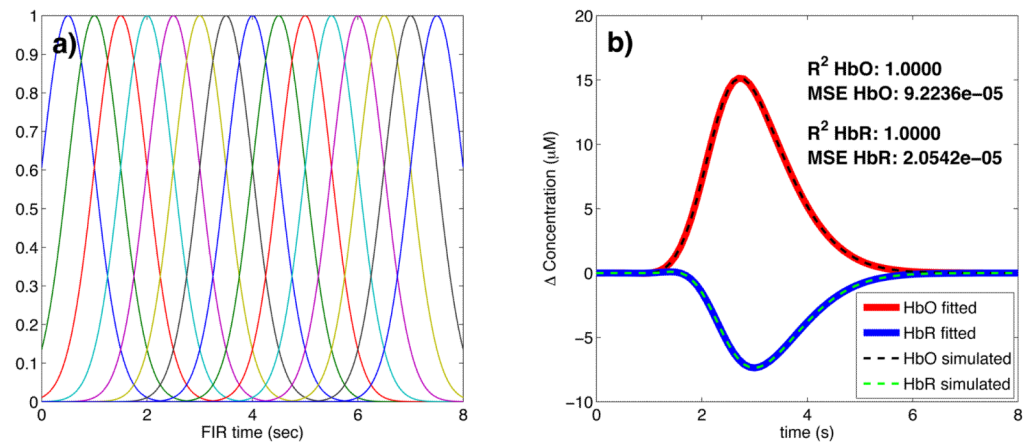 a)
1
0.9
0.8
0.7
0.6
0.5
0.4
0.3
0.2
0.1
0
0 2 4 6 8
FIR time (sec)
b)
20
15
10
5
0
−5
−10
Δ Concentration (μM)
R² HbO: 1.0000
MSE HbO: 9.2236e−05
R² HbR: 1.0000
MSE HbR: 2.0542e−05
HbO fitted
HbR fitted
HbO simulated
HbR simulated
0 2 4 6 8
time (s)